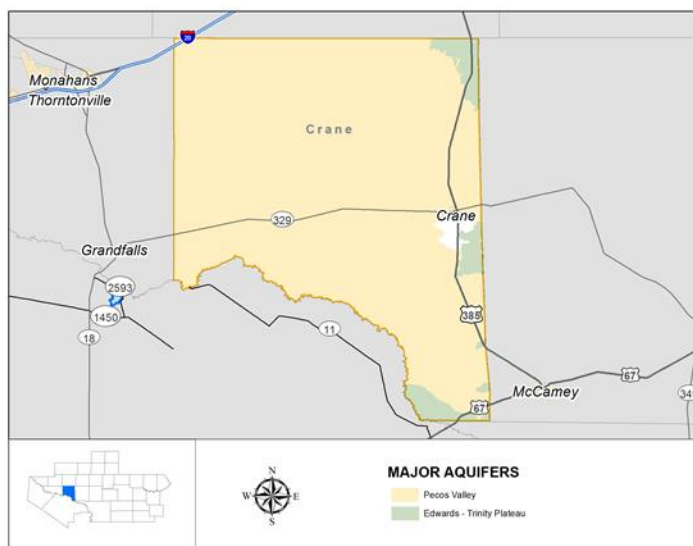 20
Monahans
Thorntonville
Crane
329
Crane
Grandfalls
2593
1450
18
11
385
67
McCamey
67
N
W E
S
MAJOR AQUIFERS
Pecos Valley
Edwards - Trinity Plateau